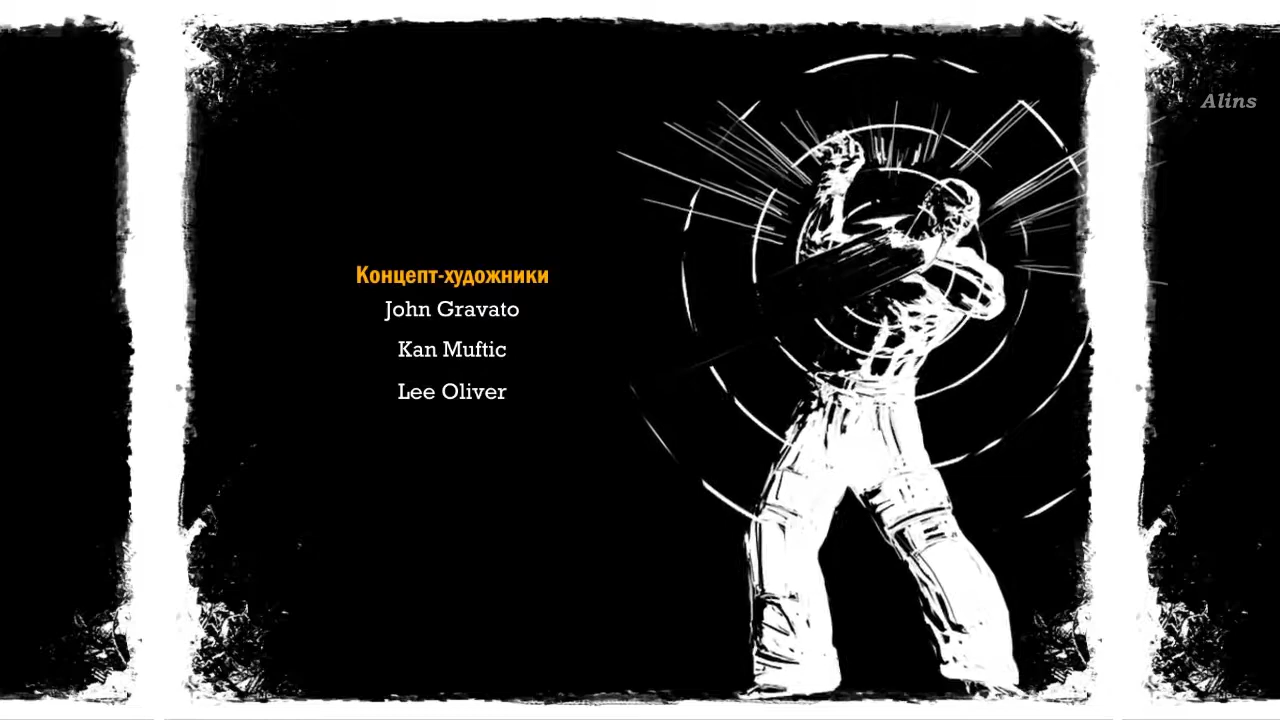 Alins
Концепт-художники
John Gravato
Kan Muftic
Lee Oliver